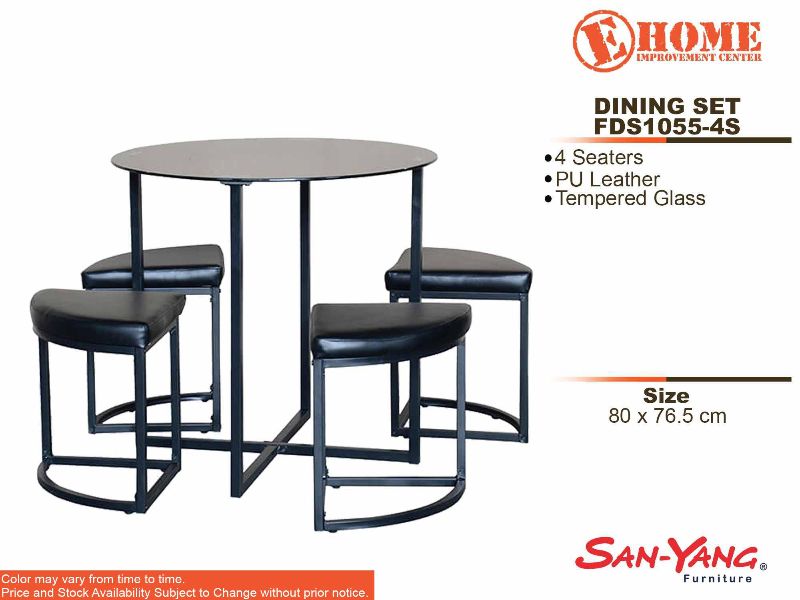 E HOME
IMPROVEMENT CENTER
DINING SET
FDS1055-4S
•4 Seaters
•PU Leather
•Tempered Glass
Size
80 x 76.5 cm
SAN-YANG®
Furniture
Color may vary from time to time.
Price and Stock Availability Subject to Change without prior notice.